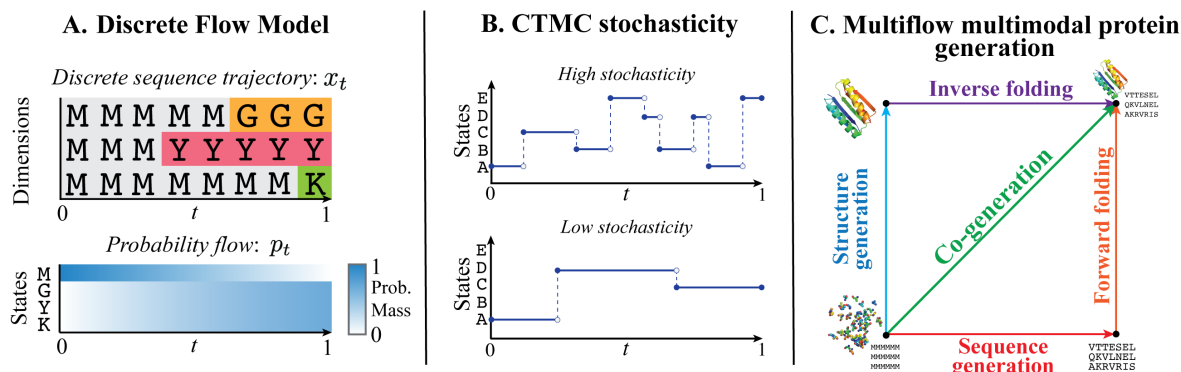 A. Discrete Flow Model
Discrete sequence trajectory: xₜ
Dimensions
M M M M M G G G
M M M Y Y Y Y Y
M M M M M M M K
0 t 1
Probability flow: pₜ
States
M
G
Y
K
0 t 1
1
Prob.
Mass
0
B. CTMC stochasticity
High stochasticity
States
E
D
C
B
A
0 t 1
Low stochasticity
States
E
D
C
B
A
0 t 1
C. Multiflow multimodal protein
generation
Inverse folding
VTTESEL
QKVLNEL
AKRVRIS
Structure
generation
Co-generation
Forward folding
MMMMMM
MMMMMM
MMMMMM
Sequence
generation
VTTESEL
QKVLNEL
AKRVRIS